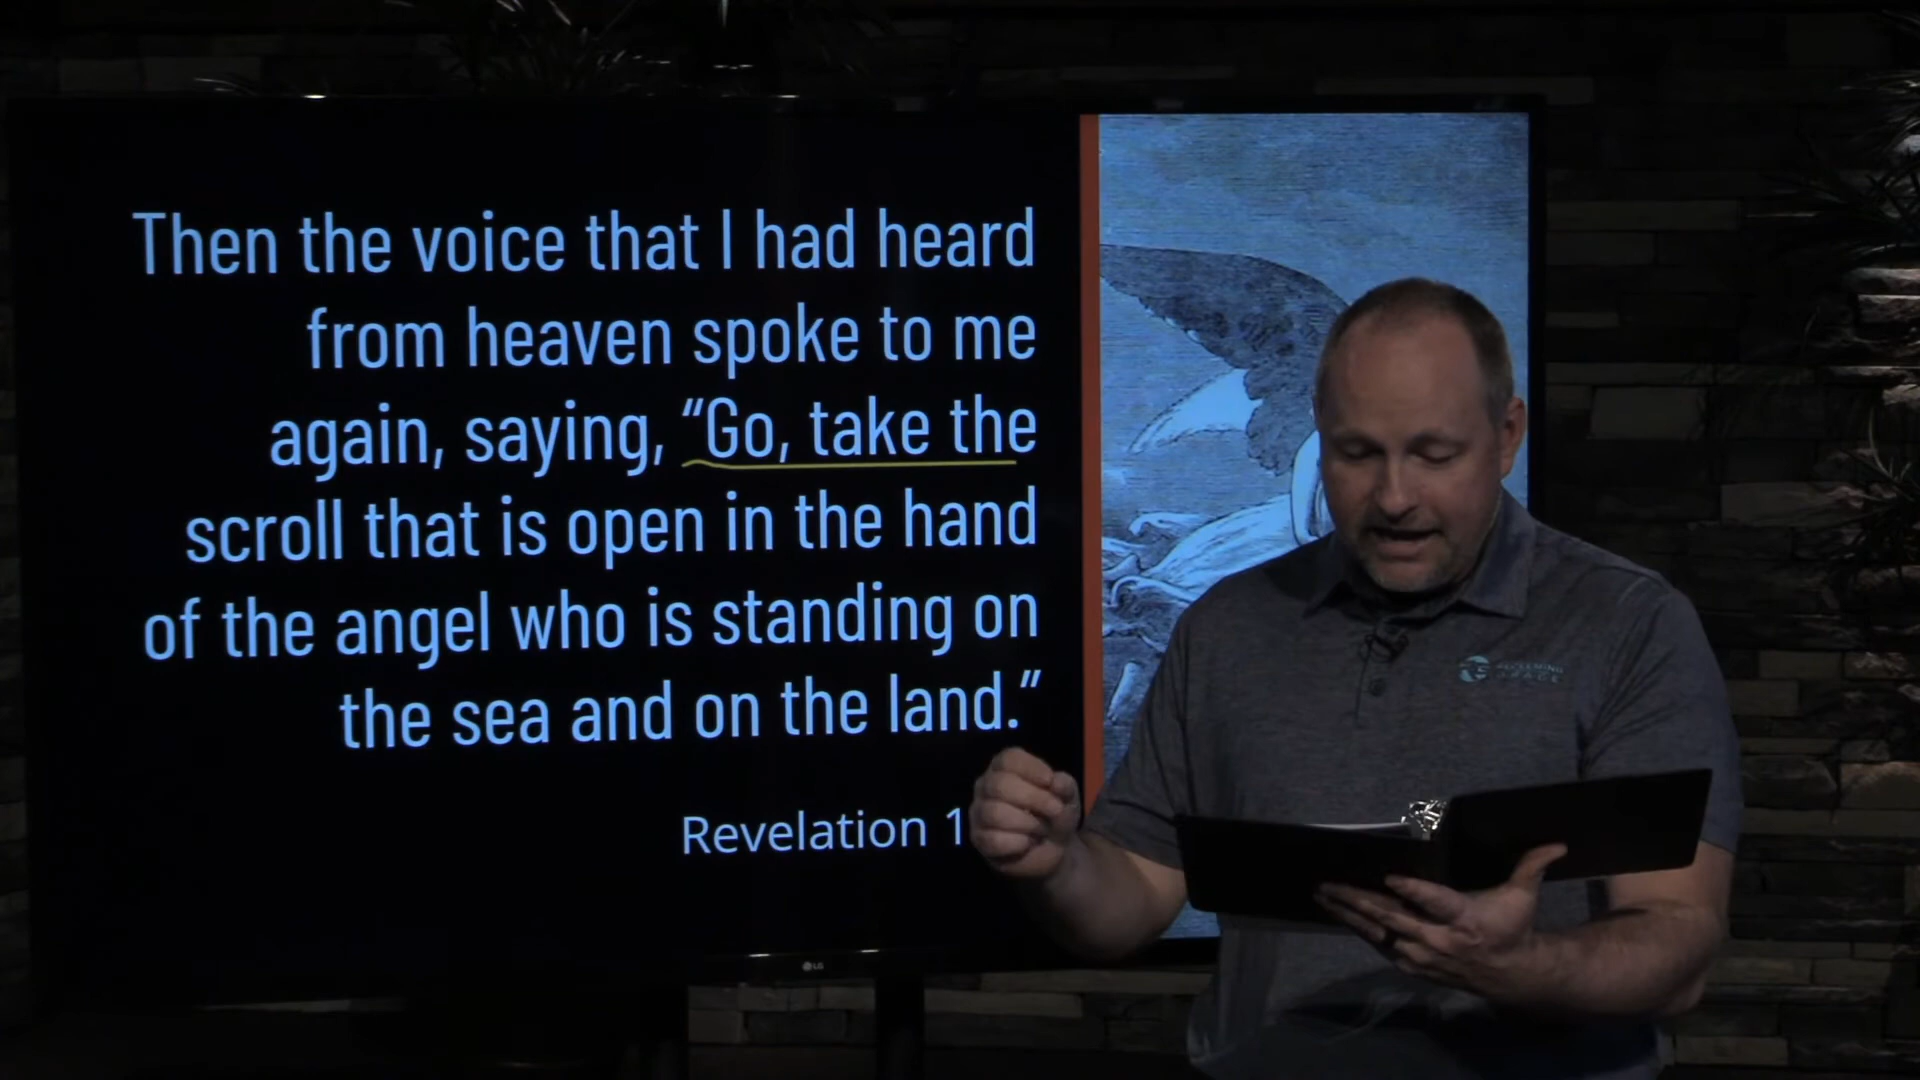 Then the voice that I had heard
from heaven spoke to me
again, saying, “Go, take the
scroll that is open in the hand
of the angel who is standing on
the sea and on the land.”
Revelation 1
LG